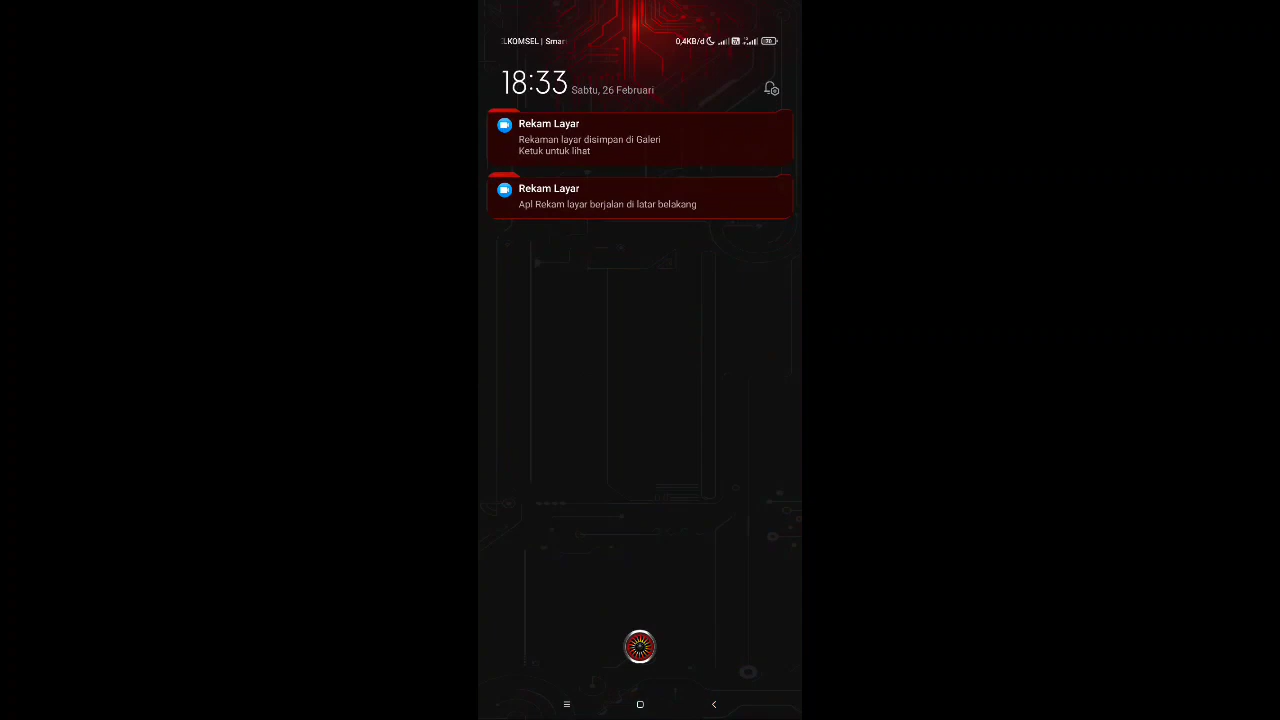 LKOMSEL | Smar
0,4KB/d
18:33 Sabtu, 26 Februari
Rekam Layar
Rekaman layar disimpan di Galeri
Ketuk untuk lihat
Rekam Layar
Apl Rekam layar berjalan di latar belakang